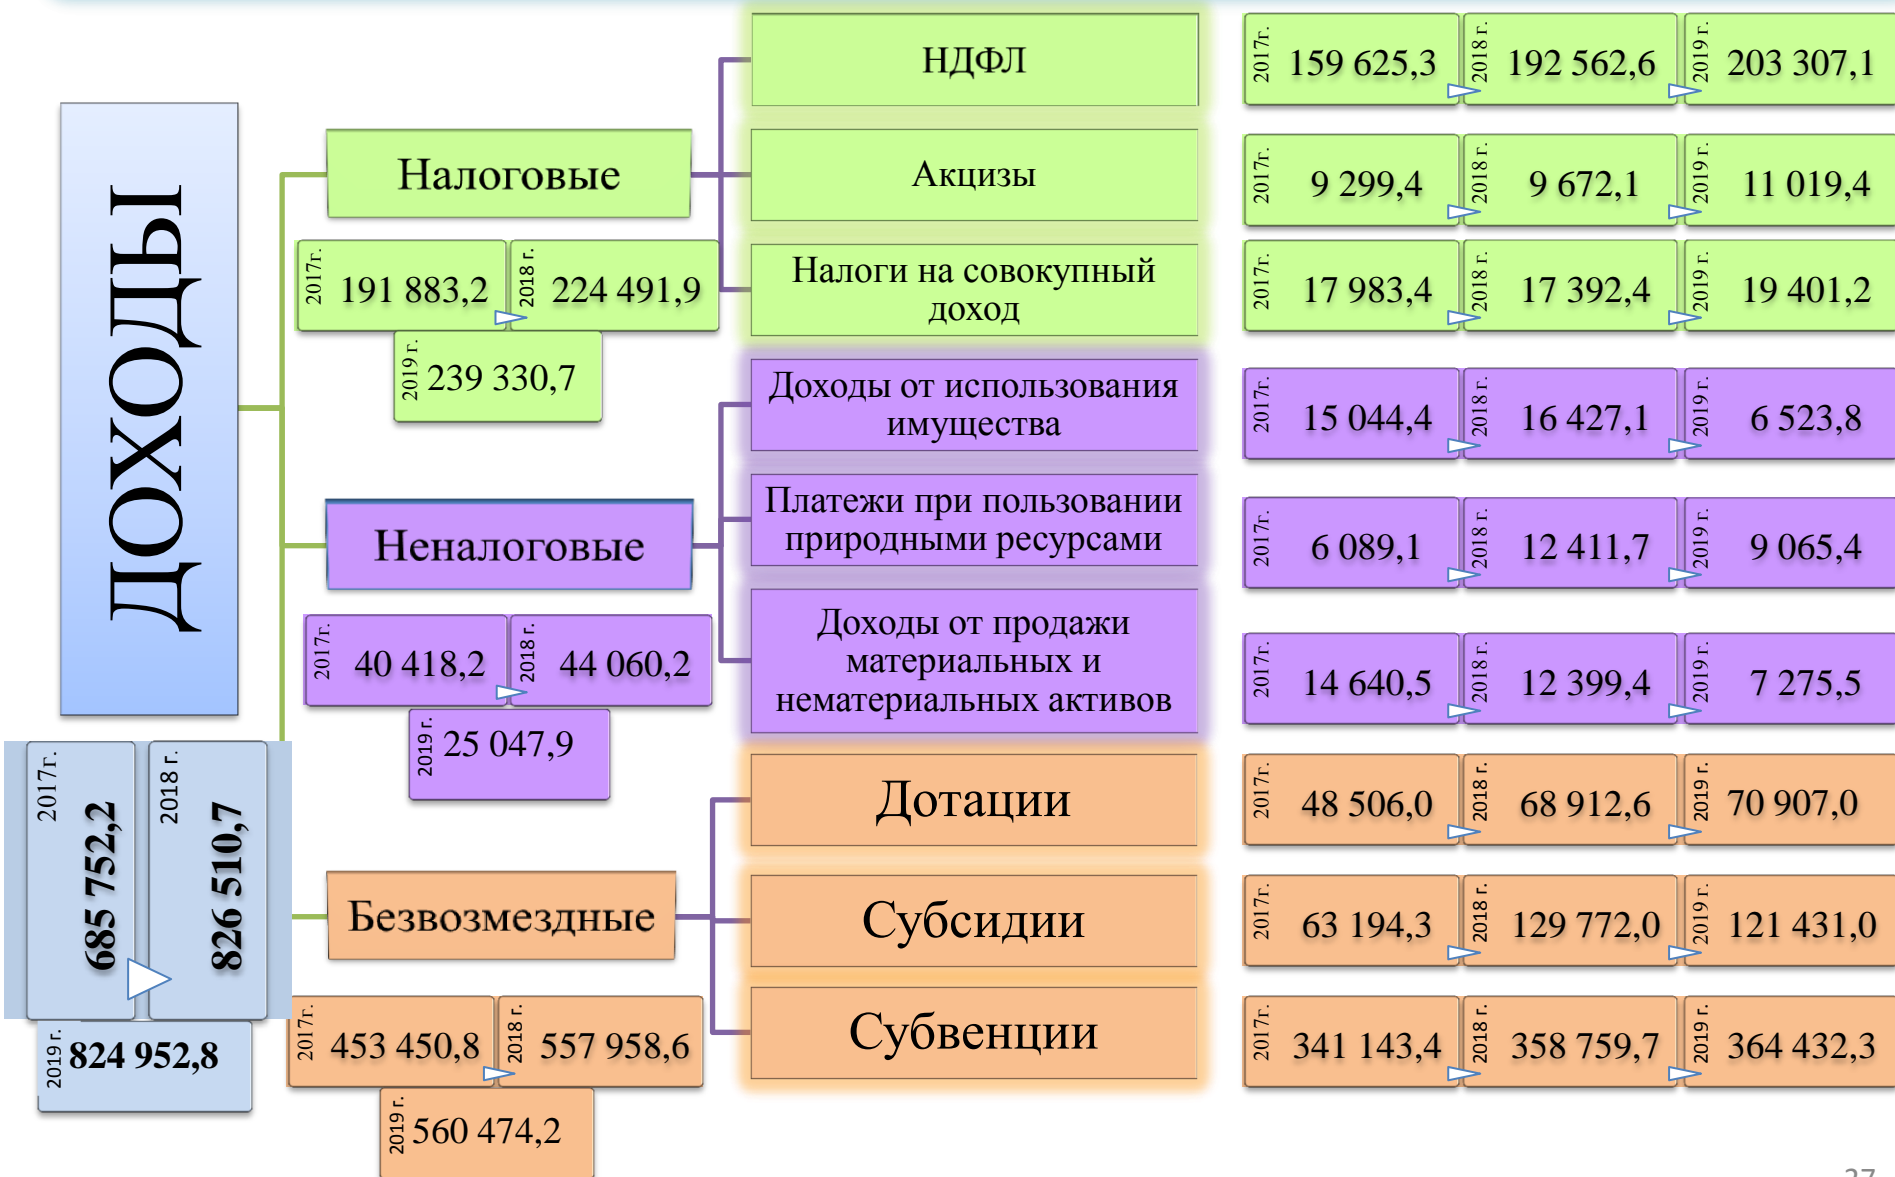 ДОХОДЫ
2017г.
685 752,2
2018 г.
826 510,7
2019 г.
824 952,8
Налоговые
2017г.
191 883,2
2018 г.
224 491,9
2019 г.
239 330,7
НДФЛ
2017г.
159 625,3
2018 г.
192 562,6
2019 г.
203 307,1
Акцизы
2017г.
9 299,4
2018 г.
9 672,1
2019 г.
11 019,4
Налоги на совокупный
доход
2017г.
17 983,4
2018 г.
17 392,4
2019 г.
19 401,2
Неналоговые
2017г.
40 418,2
2018 г.
44 060,2
2019 г.
25 047,9
Доходы от использования
имущества
2017г.
15 044,4
2018 г.
16 427,1
2019 г.
6 523,8
Платежи при пользовании
природными ресурсами
2017г.
6 089,1
2018 г.
12 411,7
2019 г.
9 065,4
Доходы от продажи
материальных и
нематериальных активов
2017г.
14 640,5
2018 г.
12 399,4
2019 г.
7 275,5
Безвозмездные
2017г.
453 450,8
2018 г.
557 958,6
2019 г.
560 474,2
Дотации
2017г.
48 506,0
2018 г.
68 912,6
2019 г.
70 907,0
Субсидии
2017г.
63 194,3
2018 г.
129 772,0
2019 г.
121 431,0
Субвенции
2017г.
341 143,4
2018 г.
358 759,7
2019 г.
364 432,3